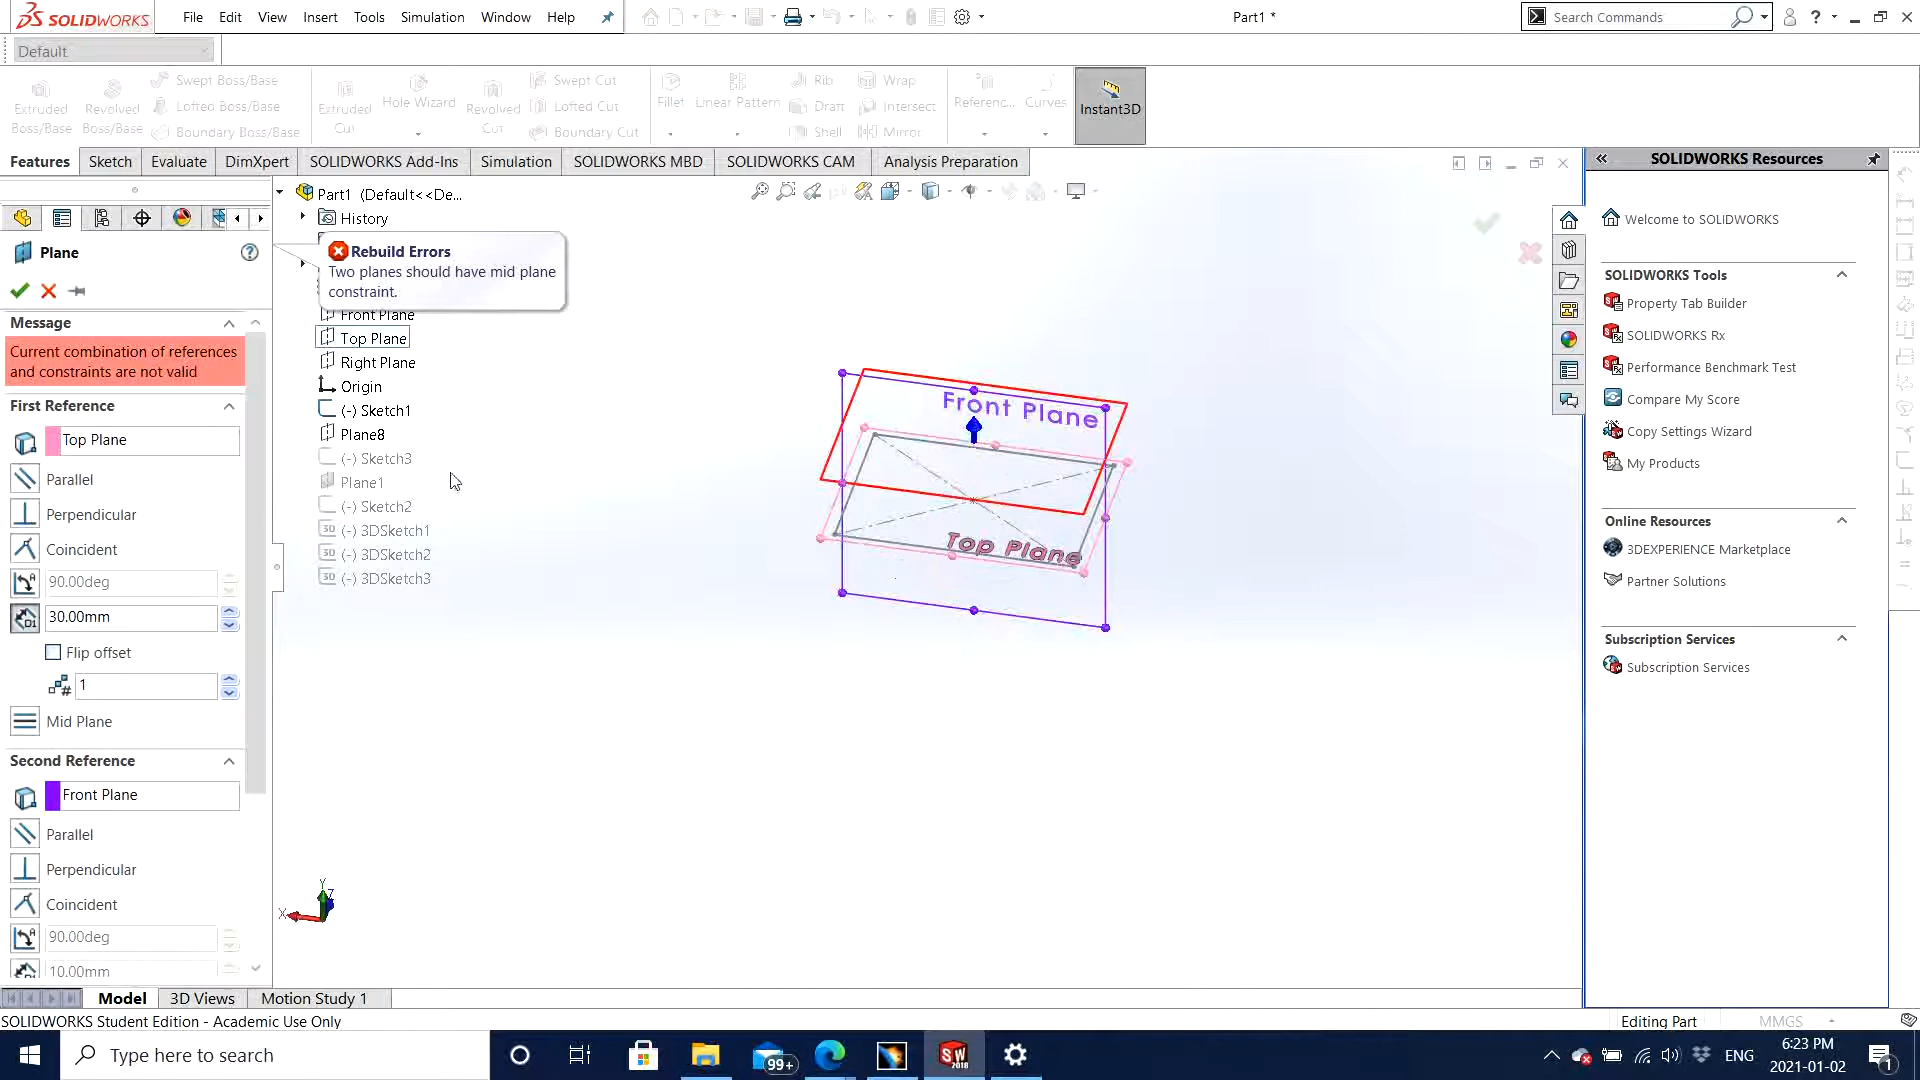 SOLIDWORKS
File Edit View Insert Tools Simulation Window Help
Part1 *
Search Commands
Default
Extruded Boss/Base
Revolved Boss/Base
Swept Boss/Base
Lofted Boss/Base
Boundary Boss/Base
Extruded Cut
Hole Wizard
Revolved Cut
Swept Cut
Lofted Cut
Boundary Cut
Fillet
Linear Pattern
Rib
Draft
Shell
Wrap
Intersect
Mirror
Referenc...
Curves
Instant3D
Features Sketch Evaluate DimXpert SOLIDWORKS Add-Ins Simulation SOLIDWORKS MBD SOLIDWORKS CAM Analysis Preparation
Plane
Message
Current combination of references
and constraints are not valid
First Reference
Top Plane
Parallel
Perpendicular
Coincident
90.00deg
30.00mm
Flip offset
1
Mid Plane
Second Reference
Front Plane
Parallel
Perpendicular
Coincident
90.00deg
10.00mm
Part1 (Default<<De...
History
Rebuild Errors
Two planes should have mid plane
constraint.
Front Plane
Top Plane
Right Plane
Origin
(-) Sketch1
Plane8
(-) Sketch3
Plane1
(-) Sketch2
3D (-) 3DSketch1
3D (-) 3DSketch2
3D (-) 3DSketch3
Front Plane
Top Plane
Y
Z
X
SOLIDWORKS Resources
Welcome to SOLIDWORKS
SOLIDWORKS Tools
Property Tab Builder
SOLIDWORKS Rx
Performance Benchmark Test
Compare My Score
Copy Settings Wizard
My Products
Online Resources
3DEXPERIENCE Marketplace
Partner Solutions
Subscription Services
Subscription Services
Model 3D Views Motion Study 1
SOLIDWORKS Student Edition - Academic Use Only
Editing Part MMGS
Type here to search
99+
SW
2018
ENG
6:23 PM
2021-01-02
1